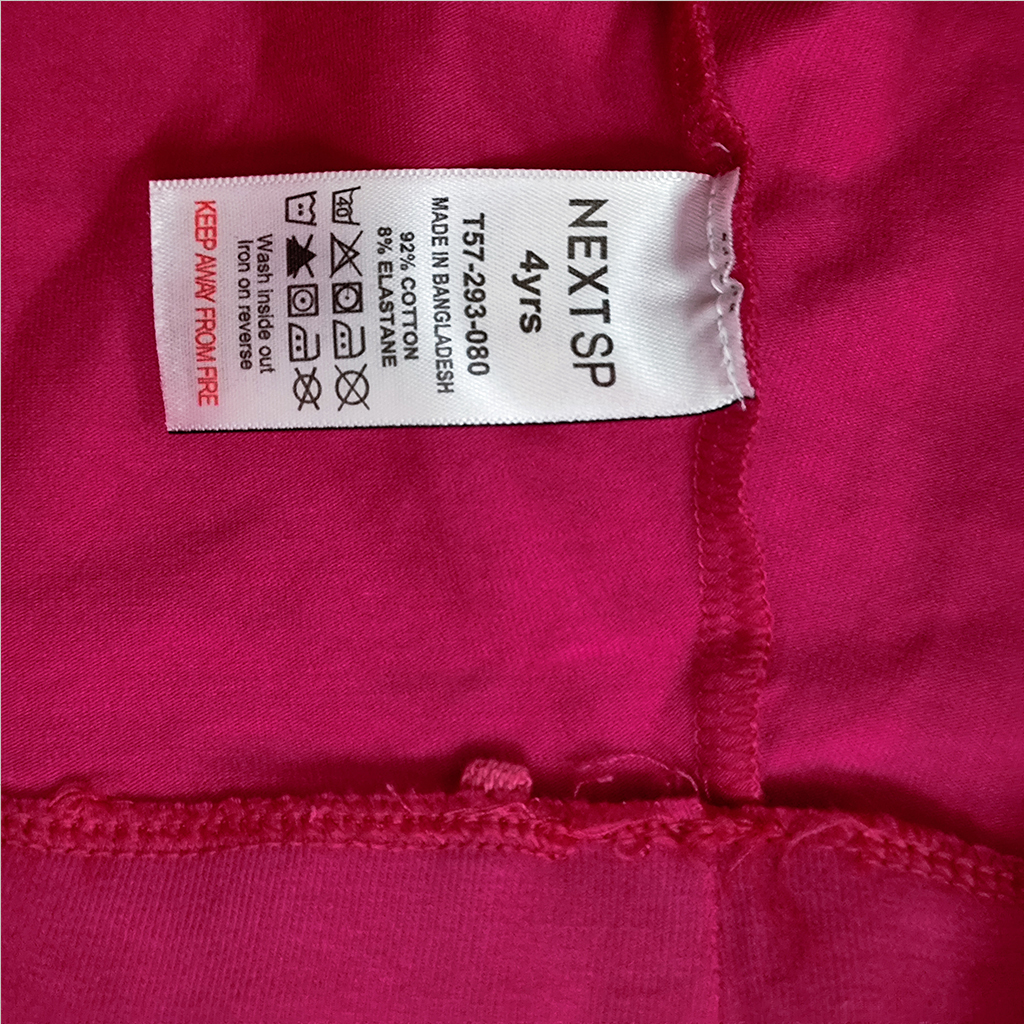 NEXT SP
4yrs
T57-293-080
MADE IN BANGLADESH
92% COTTON
8% ELASTANE
40
Wash inside out
Iron on reverse
KEEP AWAY FROM FIRE